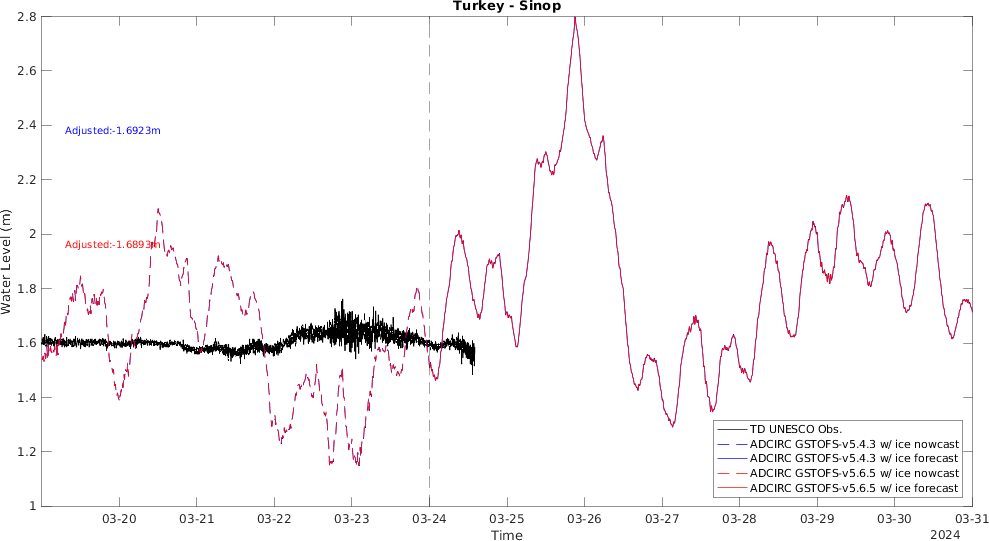 Turkey - Sinop
2.8
2.6
2.4
2.2
2
1.8
1.6
1.4
1.2
1
Water Level (m)
Adjusted:-1.6923m
Adjusted:-1.6893m
TD UNESCO Obs.
ADCIRC GSTOFS-v5.4.3 w/ ice nowcast
ADCIRC GSTOFS-v5.4.3 w/ ice forecast
ADCIRC GSTOFS-v5.6.5 w/ ice nowcast
ADCIRC GSTOFS-v5.6.5 w/ ice forecast
03-20 03-21 03-22 03-23 03-24 03-25 03-26 03-27 03-28 03-29 03-30 03-31
Time
2024